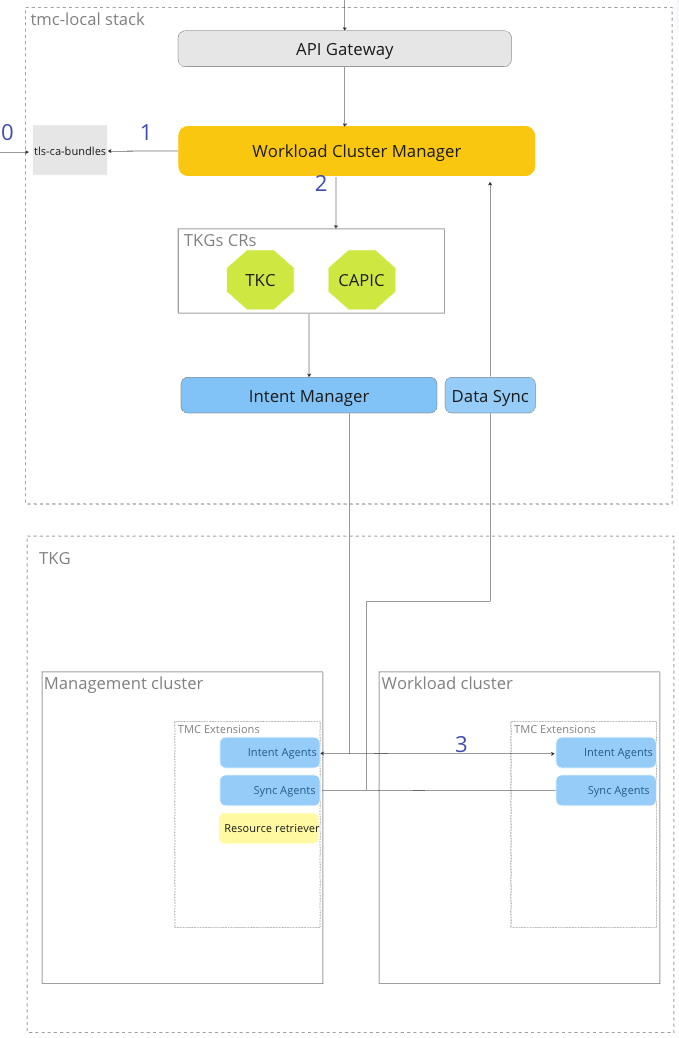 tmc-local stack
API Gateway
0
1
tls-ca-bundles
Workload Cluster Manager
2
TKGs CRs
TKC
CAPIC
Intent Manager
Data Sync
TKG
Management cluster
TMC Extensions
Intent Agents
Sync Agents
Resource retriever
3
Workload cluster
TMC Extensions
Intent Agents
Sync Agents